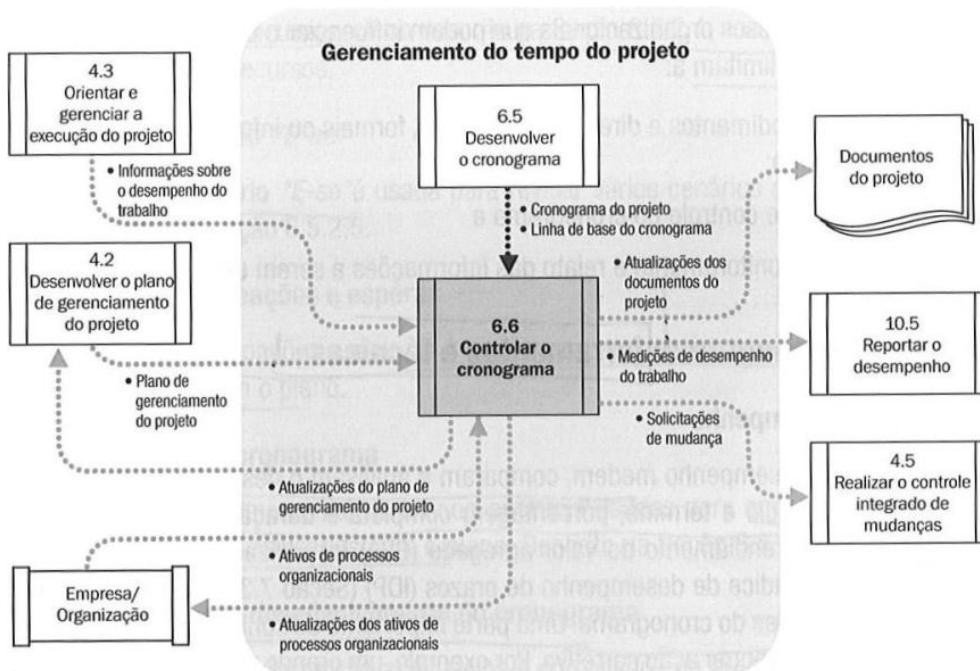 Gerenciamento do tempo do projeto
4.3
Orientar e
gerenciar a
execução do projeto
• Informações sobre
o desempenho do
trabalho
6.5
Desenvolver
o cronograma
• Cronograma do projeto
• Linha de base do cronograma
Documentos
do projeto
• Atualizações dos
documentos do
projeto
4.2
Desenvolver o plano
de gerenciamento
do projeto
• Plano de
gerenciamento
do projeto
6.6
Controlar o
cronograma
• Medições de desempenho
do trabalho
10.5
Reportar o
desempenho
• Solicitações
de mudança
4.5
Realizar o controle
integrado de
mudanças
• Atualizações do plano de
gerenciamento do projeto
• Ativos de processos
organizacionais
Empresa/
Organização
• Atualizações dos ativos de
processos organizacionais